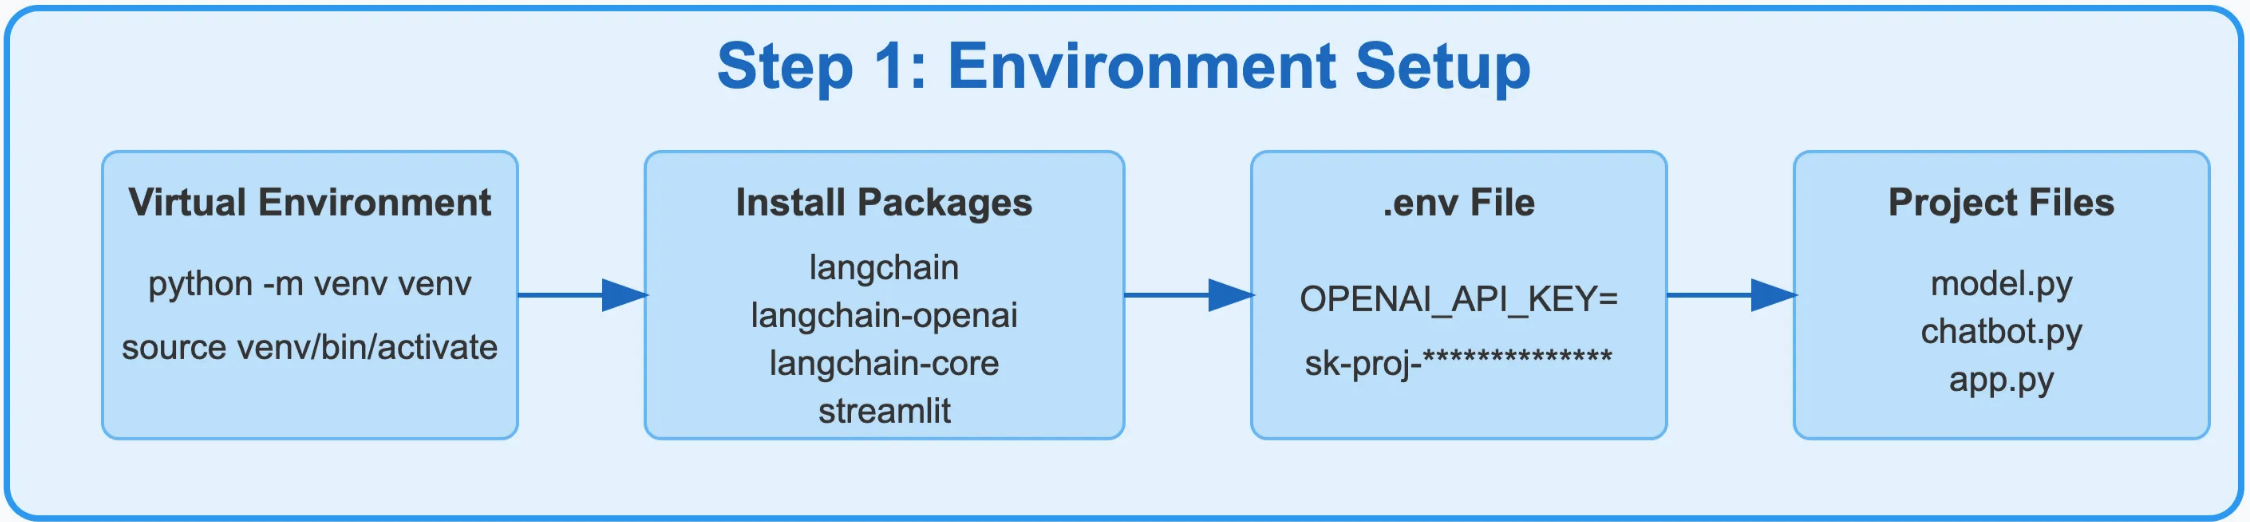 Step 1: Environment Setup
Virtual Environment
python -m venv venv
source venv/bin/activate
Install Packages
langchain
langchain-openai
langchain-core
streamlit
.env File
OPENAI_API_KEY=
sk-proj-**************
Project Files
model.py
chatbot.py
app.py